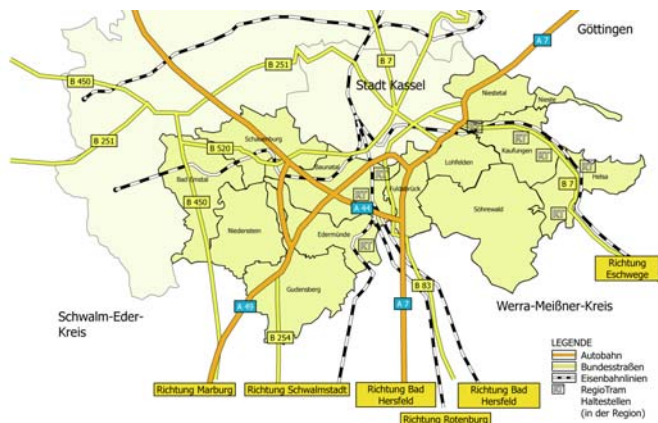 A 7
Göttingen
B 7
B 251
Stadt Kassel
B 450
Niestetal
Nieste
B 251
B 520
Schauenburg
Baunatal
Lohfelden
Kaufungen
Bad Emstal
Fuldabrück
B 7
Helsa
B 450
A 44
Söhrewald
Niedenstein
Edermünde
Richtung
Eschwege
Gudensberg
B 83
Schwalm-Eder-
Kreis
A 49
A 7
Werra-Meißner-Kreis
B 254
Richtung Marburg
Richtung Schwalmstadt
Richtung Bad
Hersfeld
Richtung Bad
Hersfeld
Richtung Rotenburg
LEGENDE
Autobahn
Bundesstraßen
Eisenbahnlinien
RegioTram
Haltestellen
(in der Region)